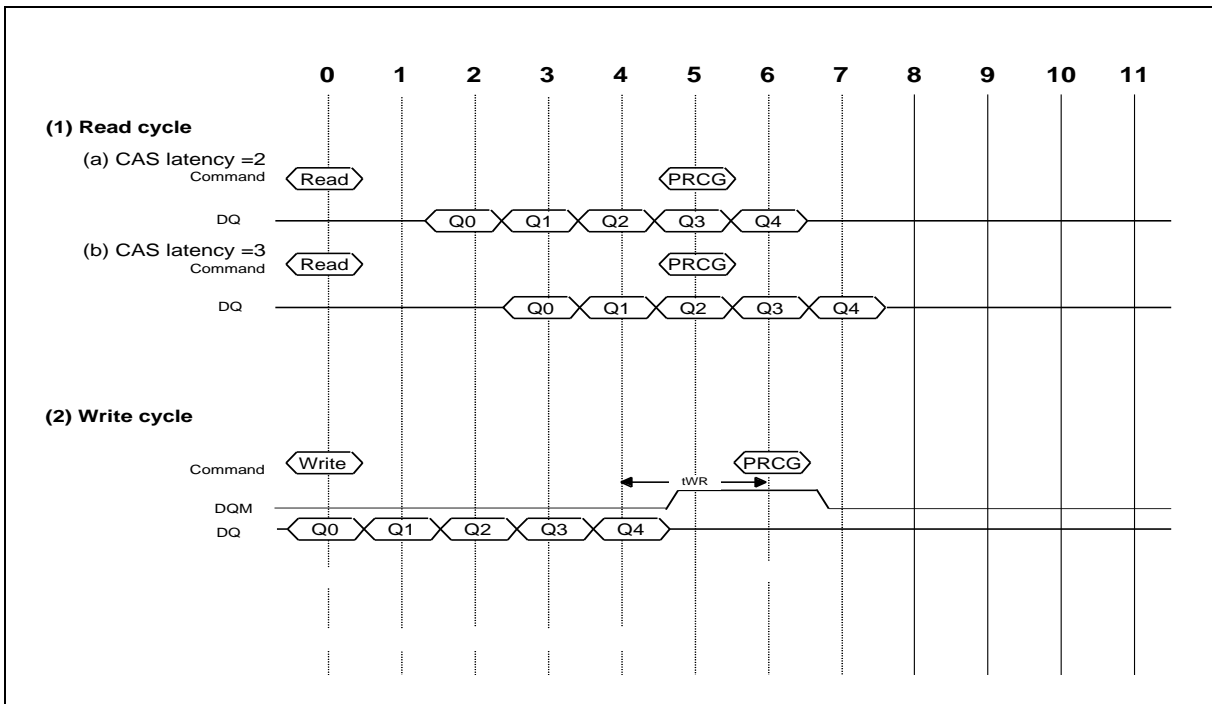 0 1 2 3 4 5 6 7 8 9 10 11
(1) Read cycle
(a) CAS latency =2
Command Read PRCG
DQ Q0 Q1 Q2 Q3 Q4
(b) CAS latency =3
Command Read PRCG
DQ Q0 Q1 Q2 Q3 Q4
(2) Write cycle
Command Write PRCG
tWR
DQM
DQ Q0 Q1 Q2 Q3 Q4